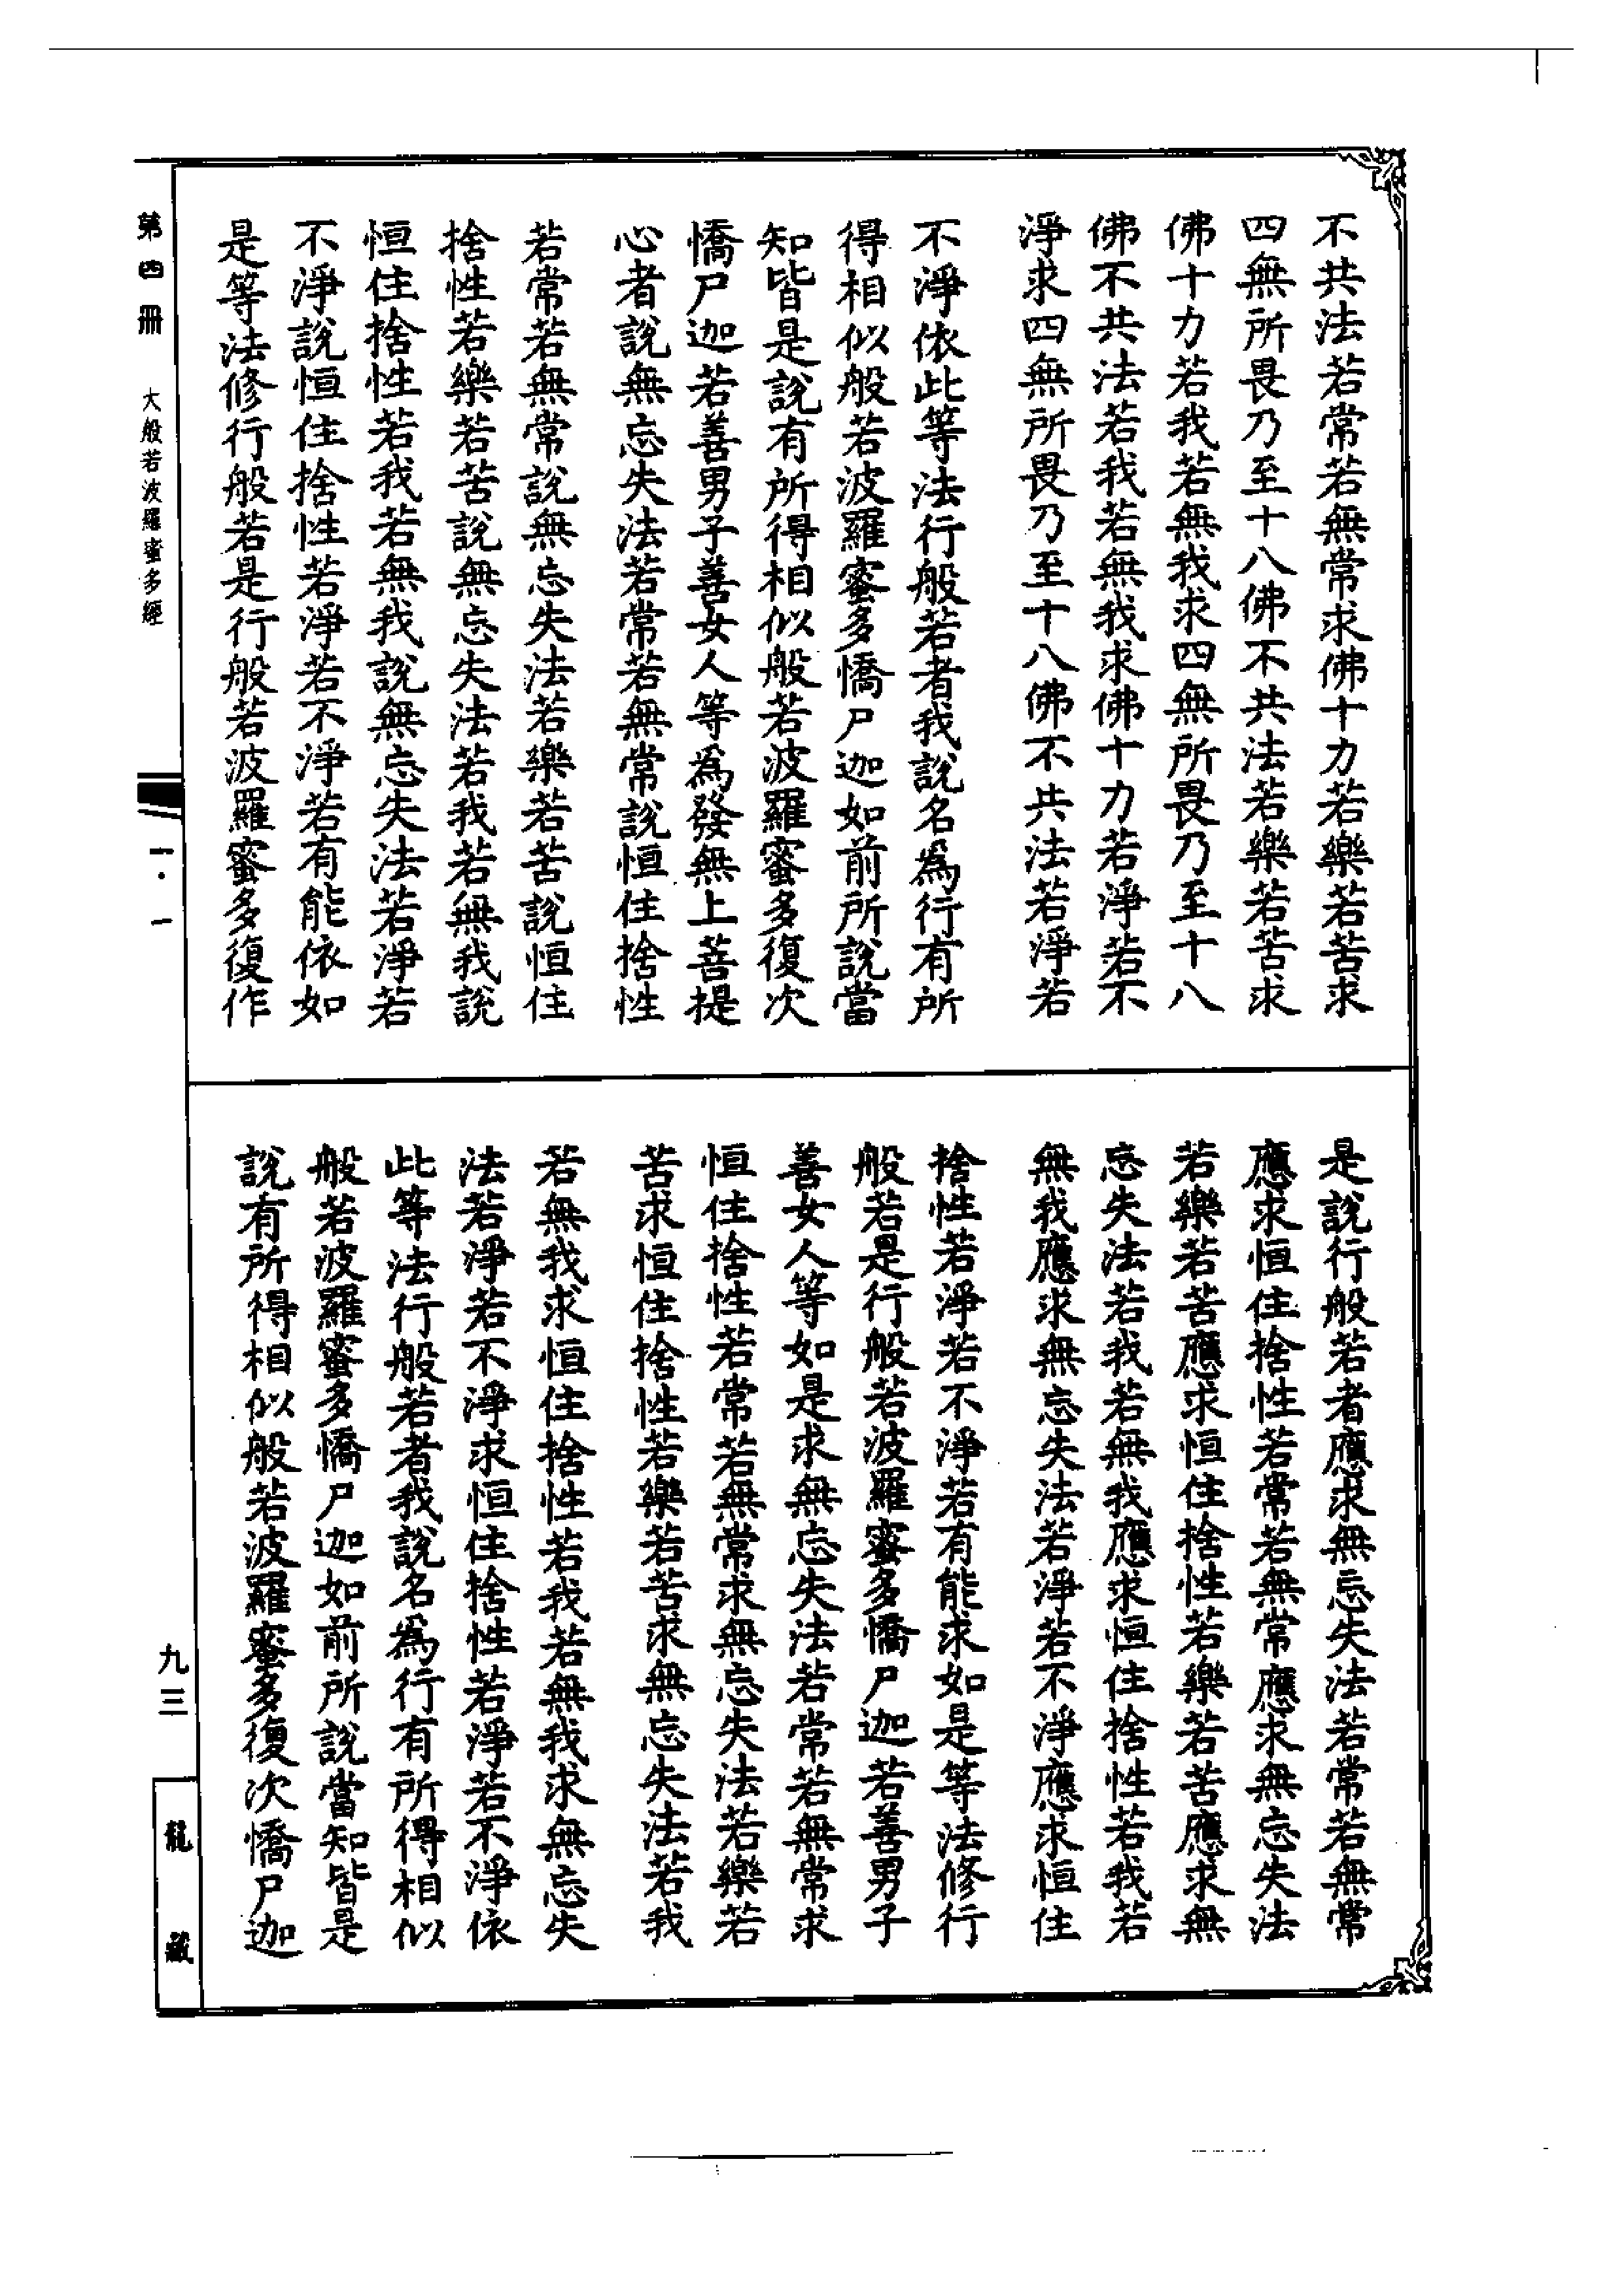 不共法若常若無常求佛十力若樂若苦求
四無所畏乃至十八佛不共法若樂若苦求
佛十力若我若無我求四無所畏乃至十八
佛不共法若我若無我求佛十力若淨若不
淨求四無所畏乃至十八佛不共法若淨若
不淨依此等法行般若者我說名為行有所
得相似般若波羅蜜多憍尸迦如前所說當
知皆是說有所得相似般若波羅蜜多復次
憍尸迦若善男子善女人等為發無上菩提
心者說無忘失法若常若無常說恒住捨性
若常若無常說無忘失法若樂若苦說恒住
捨性若樂若苦說無忘失法若我若無我說
恒住捨性若我若無我說無忘失法若淨若
不淨說恒住捨性若淨若不淨若有能依如
是等法修行般若是行般若波羅蜜多復作
是說行般若者應求無忘失法若常若無常
應求恒住捨性若常若無常應求無忘失法
若樂若苦應求恒住捨性若樂若苦應求無
忘失法若我若無我應求恒住捨性若我若
無我應求無忘失法若淨若不淨應求恒住
捨性若淨若不淨若有能求如是等法修行
般若是行般若波羅蜜多憍尸迦若善男子
善女人等如是求無忘失法若常若無常求
恒住捨性若常若無常求無忘失法若樂若
苦求恒住捨性若樂若苦求無忘失法若我
若無我求恒住捨性若我若無我求無忘失
法若淨若不淨求恒住捨性若淨若不淨依
此等法行般若者我說名為行有所得相似
般若波羅蜜多憍尸迦如前所說當知皆是
說有所得相似般若波羅蜜多復次憍尸迦
第四冊
大般若波羅蜜多經
一·一
九三
龍藏